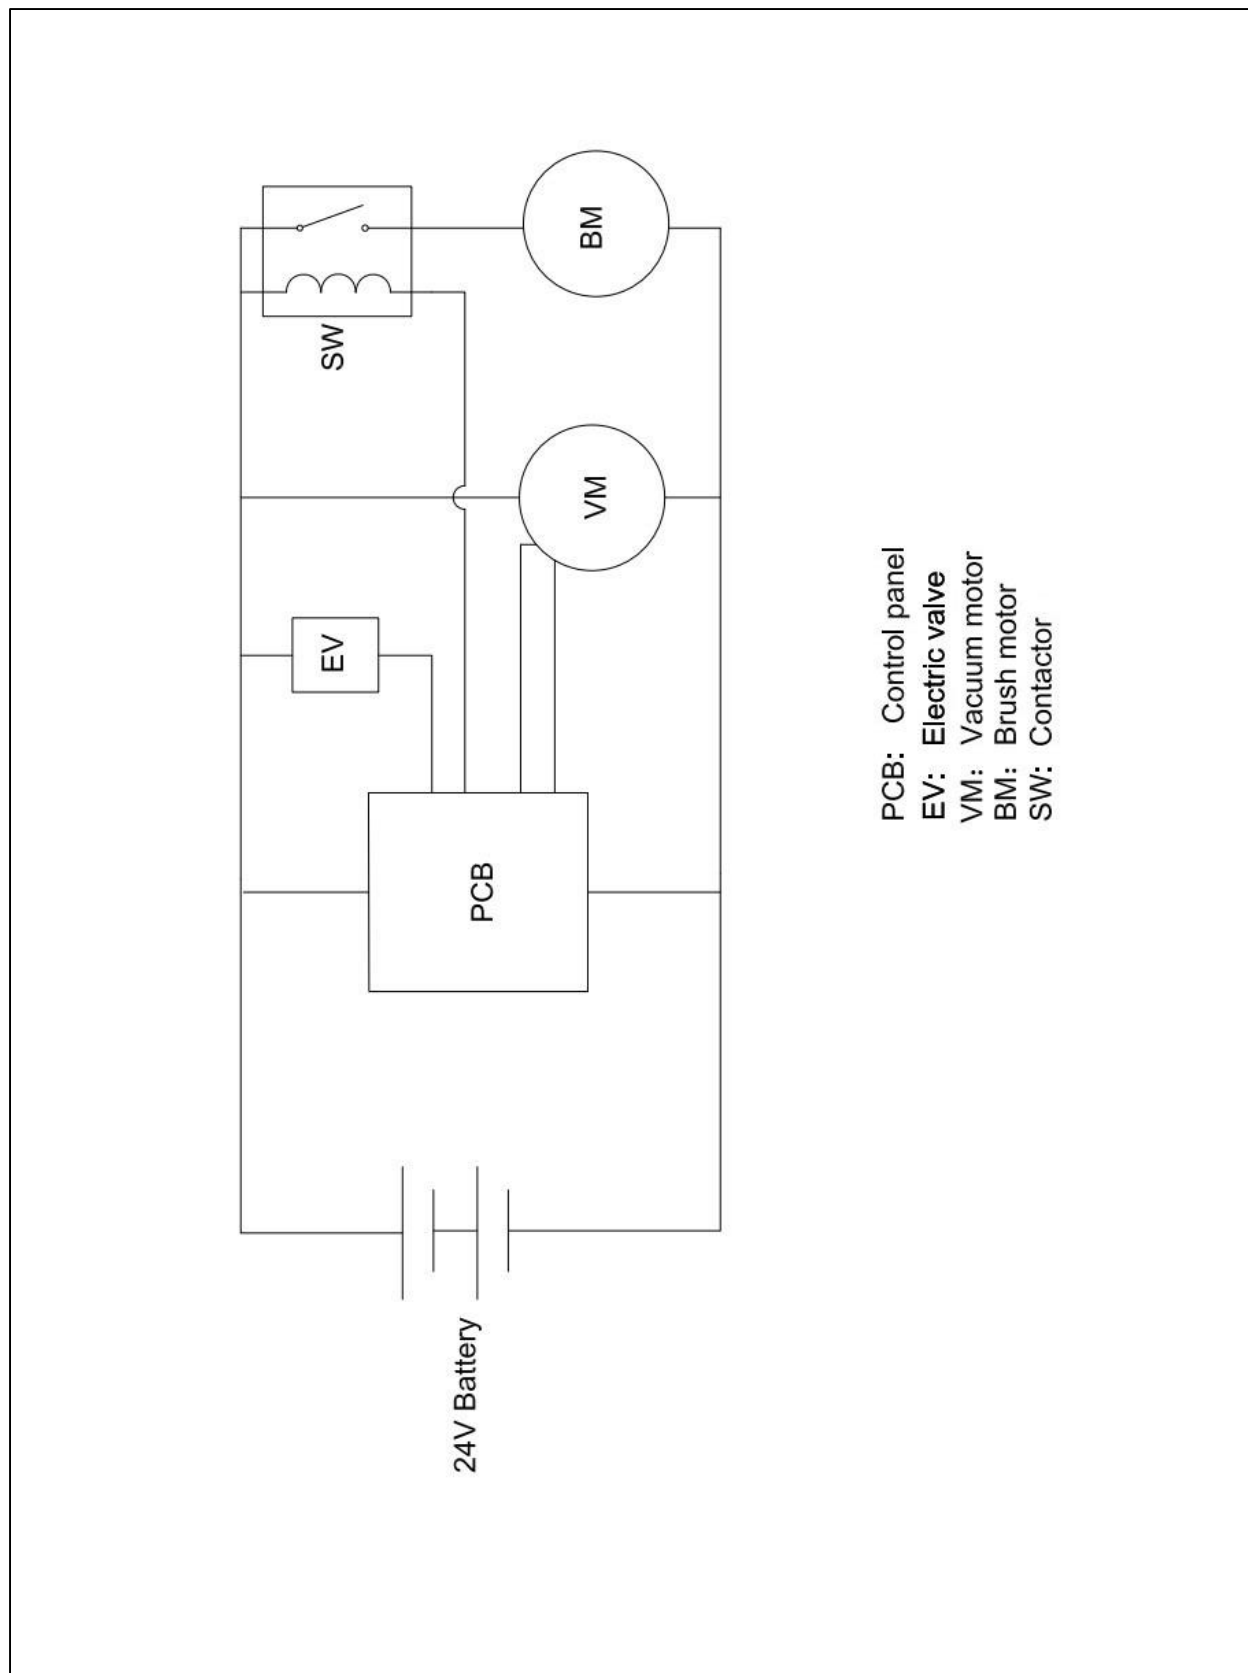 24V Battery
PCB
EV
VM
SW
BM
PCB: Control panel
EV: Electric valve
VM: Vacuum motor
BM: Brush motor
SW: Contactor